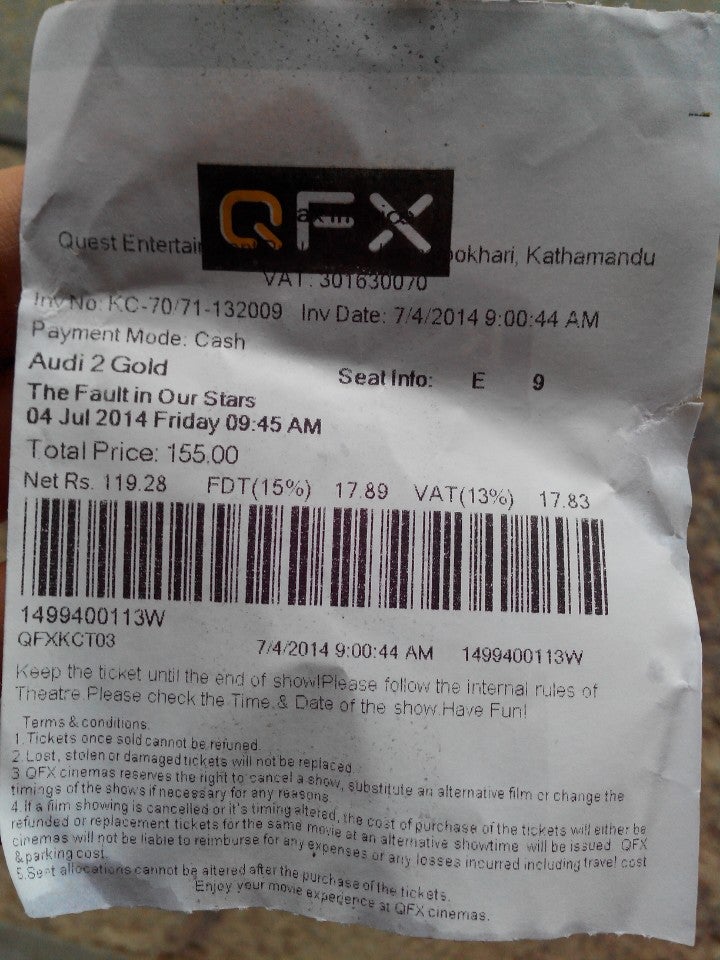 QFX
Quest Entertai okhari, Kathamandu
VAT: 301630070
Inv No: KC-70/71-132009 Inv Date: 7/4/2014 9:00:44 AM
Payment Mode: Cash
Audi 2 Gold Seat Info: E 9
The Fault in Our Stars
04 Jul 2014 Friday 09:45 AM
Total Price: 155.00
Net Rs. 119.28 FDT(15%) 17.89 VAT(13%) 17.83
1499400113W
QFXKCT03 7/4/2014 9:00:44 AM 1499400113W
Keep the ticket until the end of show!Please follow the internal rules of
Theatre.Please check the Time & Date of the show.Have Fun!
Terms & conditions.
1.Tickets once sold cannot be refuned.
2.Lost, stolen or damaged tickets will not be replaced.
3.QFX cinemas reserves the right to cancel a show, substitute an alternative film or change the
timings of the shows if necessary for any reasons.
4.If a film showing is cancelled or it's timing altered, the cost of purchase of the tickets will either be
refunded or replacement tickets for the same movie at an alternative showtime will be issued. QFX
cinemas will not be liable to reimburse for any expenses or any losses incurred including travel cost
& parking cost.
5.Seat allocations cannot be altered after the purchase of the tickets.
Enjoy your movie experence at QFX cinemas.